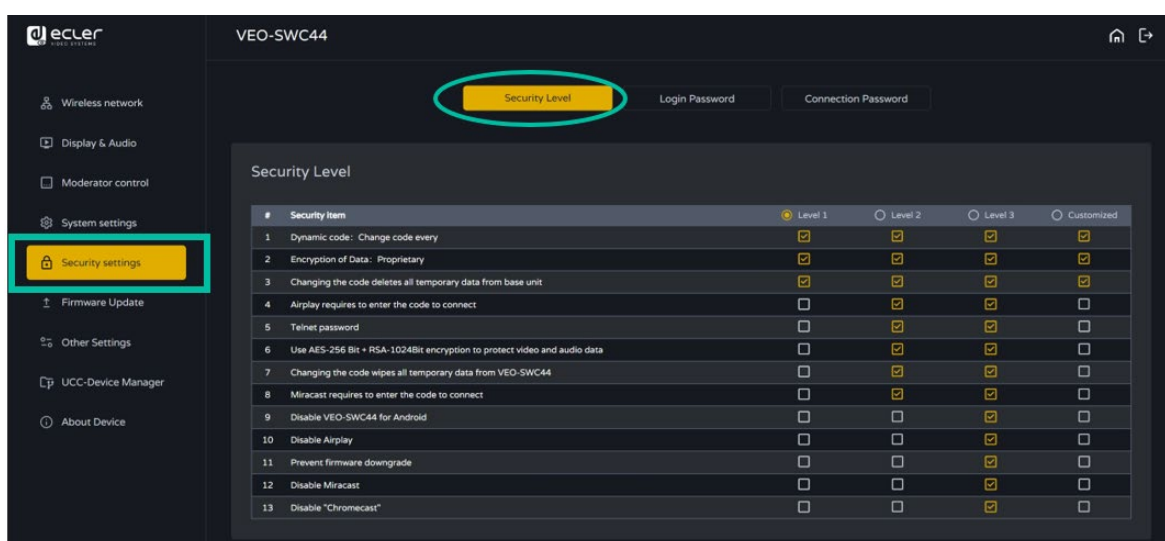 ecler
VIDEO SYSTEMS
VEO-SWC44
Wireless network
Display & Audio
Moderator control
System settings
Security settings
Firmware Update
Other Settings
UCC-Device Manager
About Device
Security Level Login Password Connection Password
Security Level
# Security Item Level 1 Level 2 Level 3 Customized
1 Dynamic code: Change code every
2 Encryption of Data: Proprietary
3 Changing the code deletes all temporary data from base unit
4 Airplay requires to enter the code to connect
5 Telnet password
6 Use AES-256 Bit + RSA-1024Bit encryption to protect video and audio data
7 Changing the code wipes all temporary data from VEO-SWC44
8 Miracast requires to enter the code to connect
9 Disable VEO-SWC44 for Android
10 Disable Airplay
11 Prevent firmware downgrade
12 Disable Miracast
13 Disable "Chromecast"